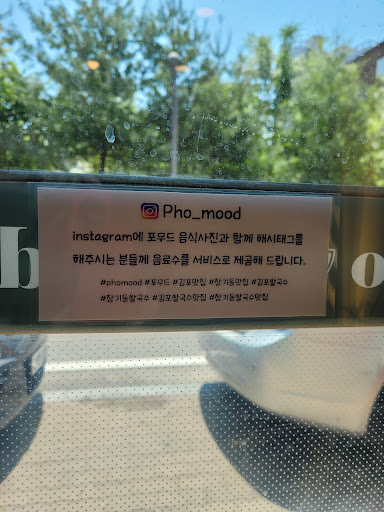 Pho_mood
instagram에 포무드 음식사진과 함께 해시태그를
해주시는 분들께 음료수를 서비스로 제공해 드립니다.
#phomood #포무드 #김포맛집 #장기동맛집 #김포쌀국수
#장기동쌀국수 #김포쌀국수맛집 #장기동쌀국수맛집
b
o